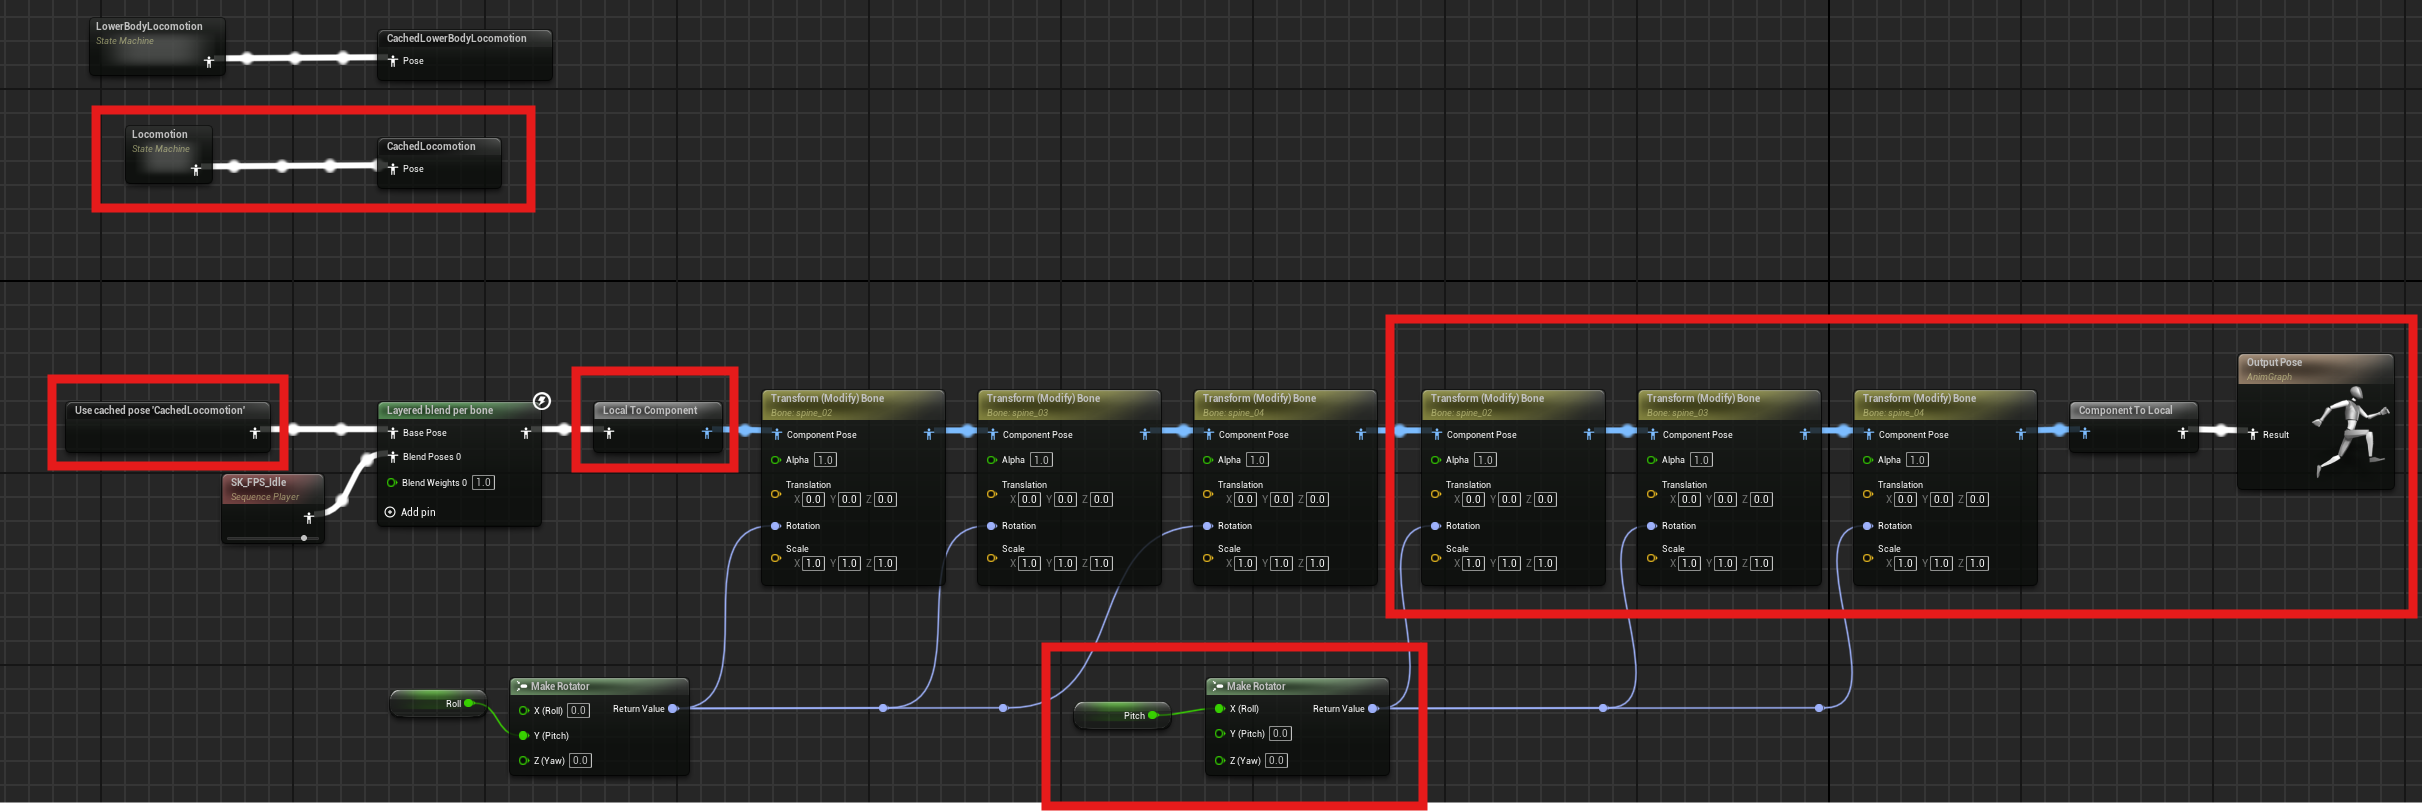 LowerBodyLocomotion
State Machine
CachedLowerBodyLocomotion
Pose
Locomotion
State Machine
CachedLocomotion
Pose
Use cached pose 'CachedLocomotion'
SK_FPS_Idle
Sequence Player
Layered blend per bone
Base Pose
Blend Poses 0
Blend Weights 0 1.0
Add pin
Local To Component
Transform (Modify) Bone
Bone: spine_02
Component Pose
Alpha 1.0
Translation
X 0.0 Y 0.0 Z 0.0
Rotation
Scale
X 1.0 Y 1.0 Z 1.0
Transform (Modify) Bone
Bone: spine_03
Component Pose
Alpha 1.0
Translation
X 0.0 Y 0.0 Z 0.0
Rotation
Scale
X 1.0 Y 1.0 Z 1.0
Transform (Modify) Bone
Bone: spine_04
Component Pose
Alpha 1.0
Translation
X 0.0 Y 0.0 Z 0.0
Rotation
Scale
X 1.0 Y 1.0 Z 1.0
Transform (Modify) Bone
Bone: spine_02
Component Pose
Alpha 1.0
Translation
X 0.0 Y 0.0 Z 0.0
Rotation
Scale
X 1.0 Y 1.0 Z 1.0
Transform (Modify) Bone
Bone: spine_03
Component Pose
Alpha 1.0
Translation
X 0.0 Y 0.0 Z 0.0
Rotation
Scale
X 1.0 Y 1.0 Z 1.0
Transform (Modify) Bone
Bone: spine_04
Component Pose
Alpha 1.0
Translation
X 0.0 Y 0.0 Z 0.0
Rotation
Scale
X 1.0 Y 1.0 Z 1.0
Component To Local
Output Pose
AnimGraph
Result
Roll
Make Rotator
X (Roll) 0.0 Return Value
Y (Pitch)
Z (Yaw) 0.0
Pitch
Make Rotator
X (Roll) Return Value
Y (Pitch) 0.0
Z (Yaw) 0.0